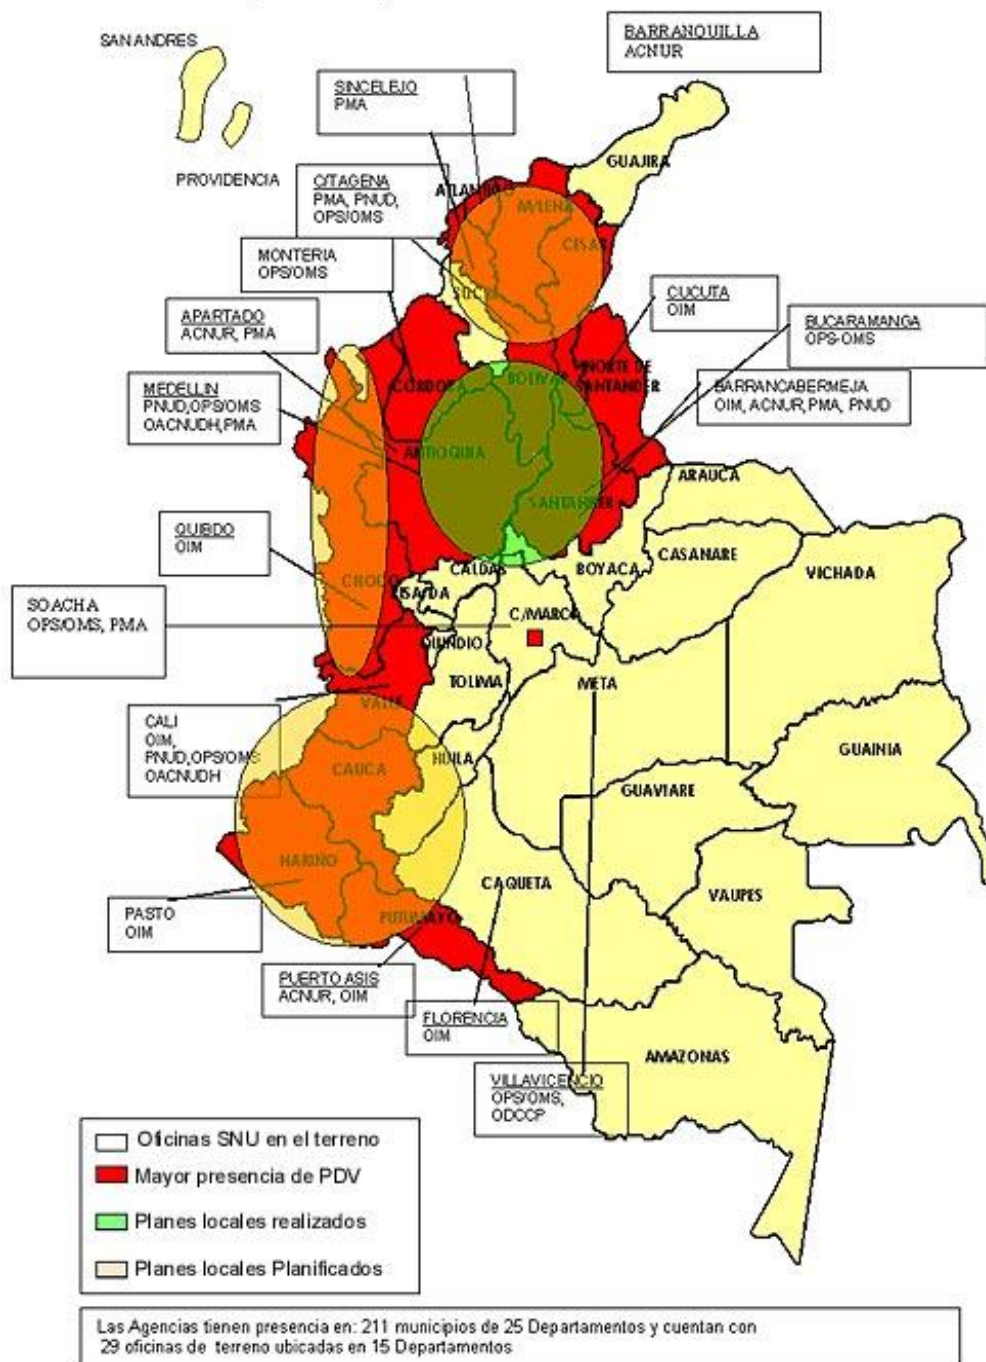 SAN ANDRES
BARRANQUILLA
ACNUR
SINCELEJO
PMA
GUAJIRA
PROVIDENCIA
C/TAGENA
PMA, PNUD,
OPS/OMS
M/LENA
CESAR
MONTERIA
OPS/OMS
CUCUTA
OIM
APARTADO
ACNUR, PMA
BUCARAMANGA
OPS-OMS
BOLIVAR
NORTE DE
SANTANDER
CORDOBA
MEDELLIN
PNUD,OPS/OMS
OACNUDH,PMA
BARRANCABERMEJA
OIM, ACNUR, PMA, PNUD
ANTIOQUIA
ARAUCA
SANTANDER
QUIBDO
OIM
CASANARE
CALDAS
BOYACA
VICHADA
CHOCO
SOACHA
OPS/OMS, PMA
C/MARCA
TOLIMA
META
VALLE
CALI
OIM,
PNUD,OPS/OMS
OACNUDH
GUAINIA
HUILA
CAUCA
GUAVIARE
NARIÑO
CAQUETA
VAUPES
PASTO
OIM
PUTUMAYO
PUERTO ASIS
ACNUR, OIM
FLORENCIA
OIM
AMAZONAS
VILLAVICENCIO
OPS/OMS,
ODCCP
Oficinas SNU en el terreno
Mayor presencia de PDV
Planes locales realizados
Planes locales Planificados
Las Agencias tienen presencia en: 211 municipios de 25 Departamentos y cuentan con
29 oficinas de terreno ubicadas en 15 Departamentos